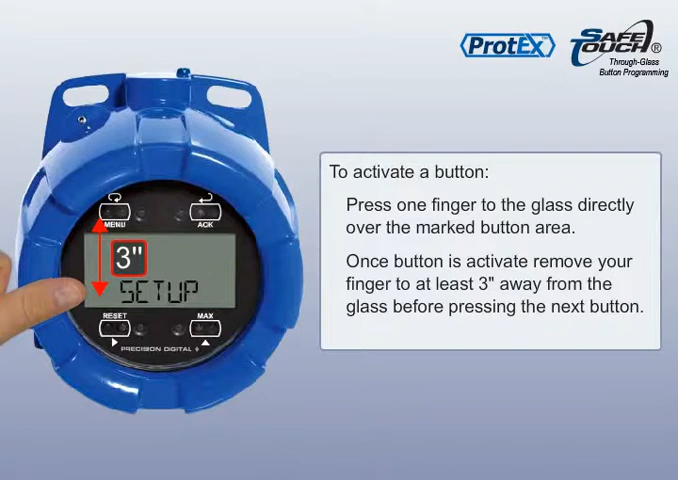 ProtEX™
SAFE TOUCH®
Through-Glass
Button Programming
To activate a button:
Press one finger to the glass directly
over the marked button area.
Once button is activate remove your
finger to at least 3" away from the
glass before pressing the next button.
MENU
ACK
3"
SETUP
RESET
MAX
PRECISION DIGITAL